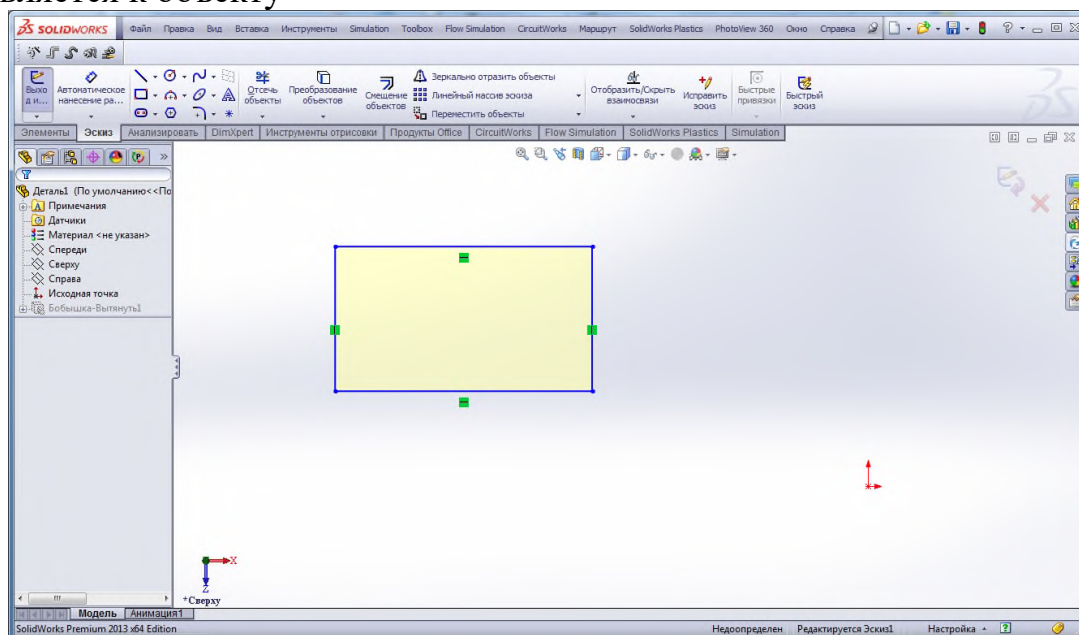 вляется к объекту
SOLIDWORKS Файл Правка Вид Вставка Инструменты Simulation Toolbox Flow Simulation CircuitWorks Маршрут SolidWorks Plastics PhotoView 360 Окно Справка
Выхо д и... Автоматическое нанесение ра... Отсечь объекты Преобразование объектов Смещение объектов Зеркально отразить объекты
Линейный массив эскиза
Переместить объекты
Отобразить/Скрыть взаимосвязи Исправить эскиз Быстрые привязки Быстрый эскиз
Элементы Эскиз Анализировать DimXpert Инструменты отрисовки Продукты Office CircuitWorks Flow Simulation SolidWorks Plastics Simulation
Деталь1 (По умолчанию<<По
Примечания
Датчики
Материал <не указан>
Спереди
Сверху
Справа
Исходная точка
Бобышка-Вытянуть1
X
Z
*Сверху
Модель Анимация1
SolidWorks Premium 2013 x64 Edition Недоопределен Редактируется Эскиз1 Настройка